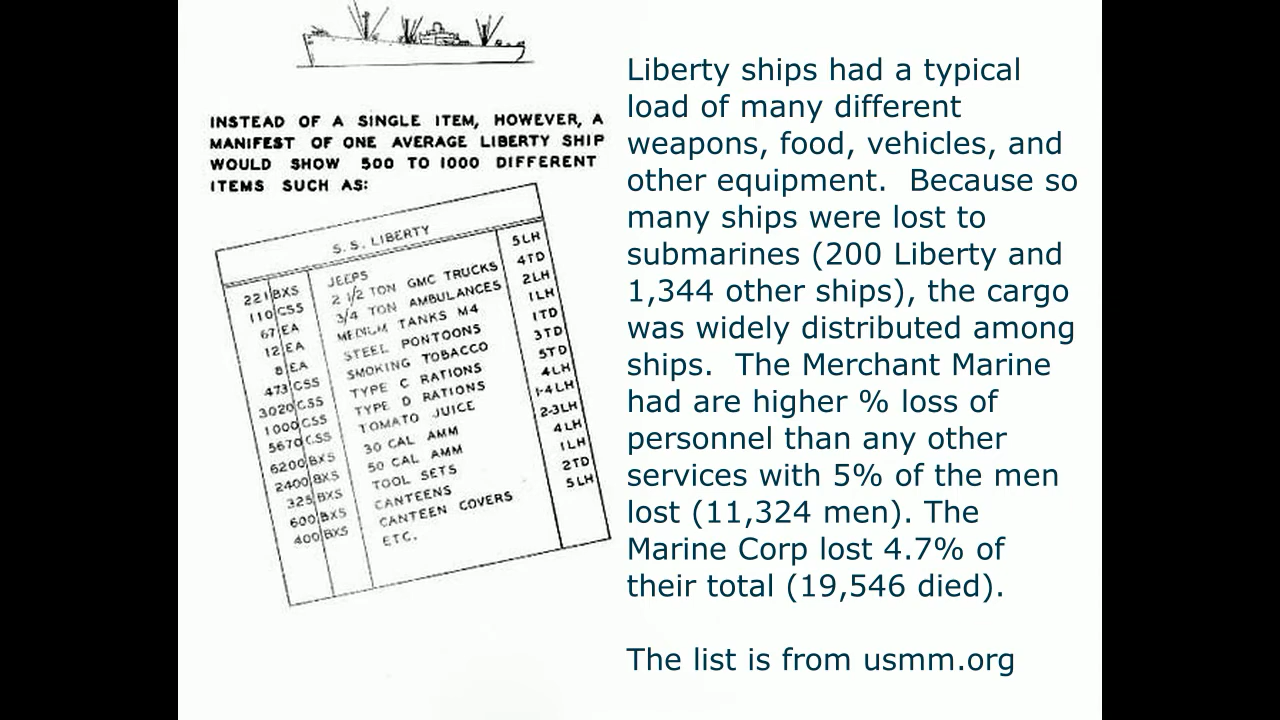 INSTEAD OF A SINGLE ITEM, HOWEVER, A
MANIFEST OF ONE AVERAGE LIBERTY SHIP
WOULD SHOW 500 TO 1000 DIFFERENT
ITEMS SUCH AS:
S.S. LIBERTY
221 BXS JEEPS 5LH
110 CSS 2 1/2 TON GMC TRUCKS 4TD
67 EA 3/4 TON AMBULANCES 2LH
12 EA MEDIUM TANKS M4 1LH
8 EA STEEL PONTOONS 1TD
473 CSS SMOKING TOBACCO 3TD
3020 CSS TYPE C RATIONS 5TD
1000 CSS TYPE D RATIONS 4LH
5670 CSS TOMATO JUICE 1-4LH
6200 BXS 30 CAL AMM 2-3LH
2400 BXS 50 CAL AMM 4LH
325 BXS TOOL SETS 1LH
600 BXS CANTEENS 2TD
400 BXS CANTEEN COVERS 5LH
ETC.
Liberty ships had a typical
load of many different
weapons, food, vehicles, and
other equipment.  Because so
many ships were lost to
submarines (200 Liberty and
1,344 other ships), the cargo
was widely distributed among
ships.  The Merchant Marine
had are higher % loss of
personnel than any other
services with 5% of the men
lost (11,324 men). The
Marine Corp lost 4.7% of
their total (19,546 died).
The list is from usmm.org